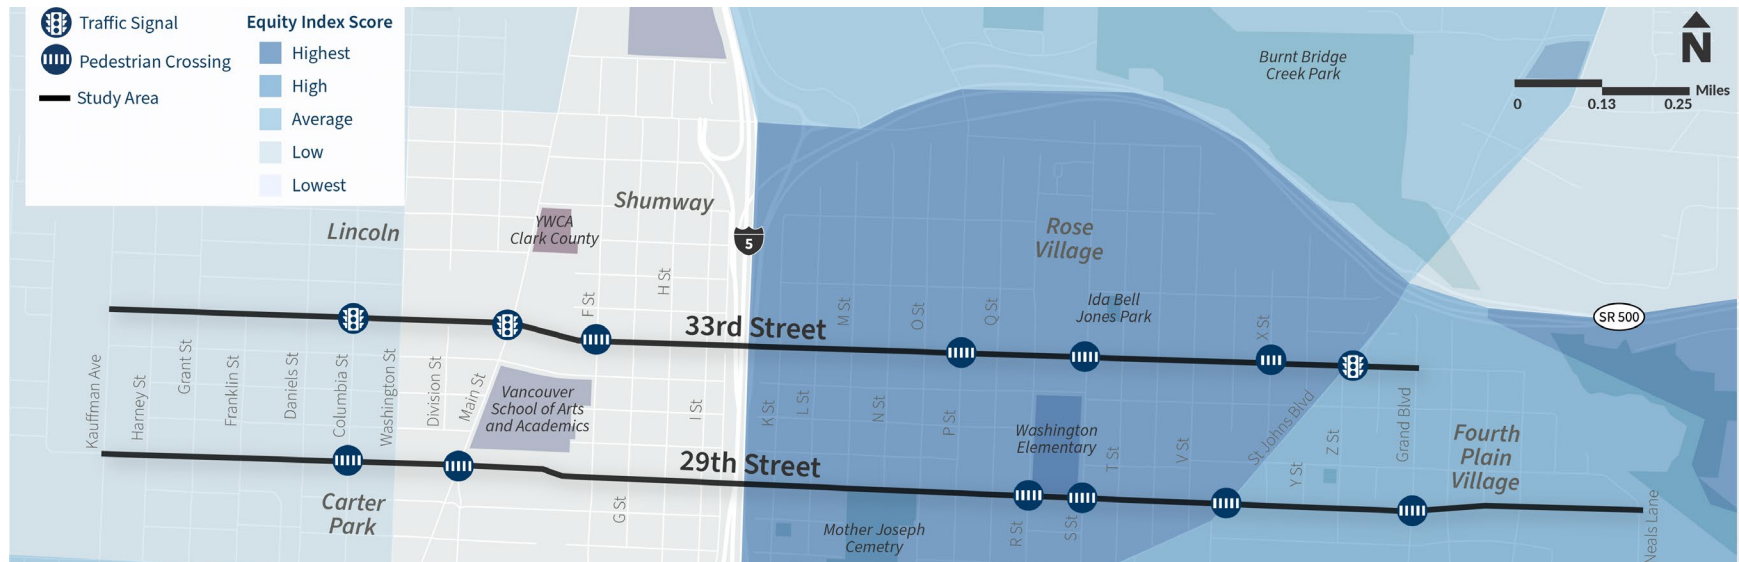 Traffic Signal
Pedestrian Crossing
Study Area
Equity Index Score
Highest
High
Average
Low
Lowest
Burnt Bridge
Creek Park
N
Miles
0
0.13
0.25
Lincoln
YWCA
Clark County
Shumway
5
Rose
Village
Ida Bell
Jones Park
SR 500
F St
H St
33rd Street
M St
O St
Q St
X St
Kauffman Ave
Harney St
Grant St
Franklin St
Daniels St
Columbia St
Washington St
Division St
Main St
Vancouver
School of Arts
and Academics
I St
K St
L St
N St
P St
Washington
Elementary
T St
V St
St Johns Blvd
Y St
Z St
Grand Blvd
Fourth
Plain
Village
29th Street
Carter
Park
G St
Mother Joseph
Cemetry
R St
S St
Neals Lane